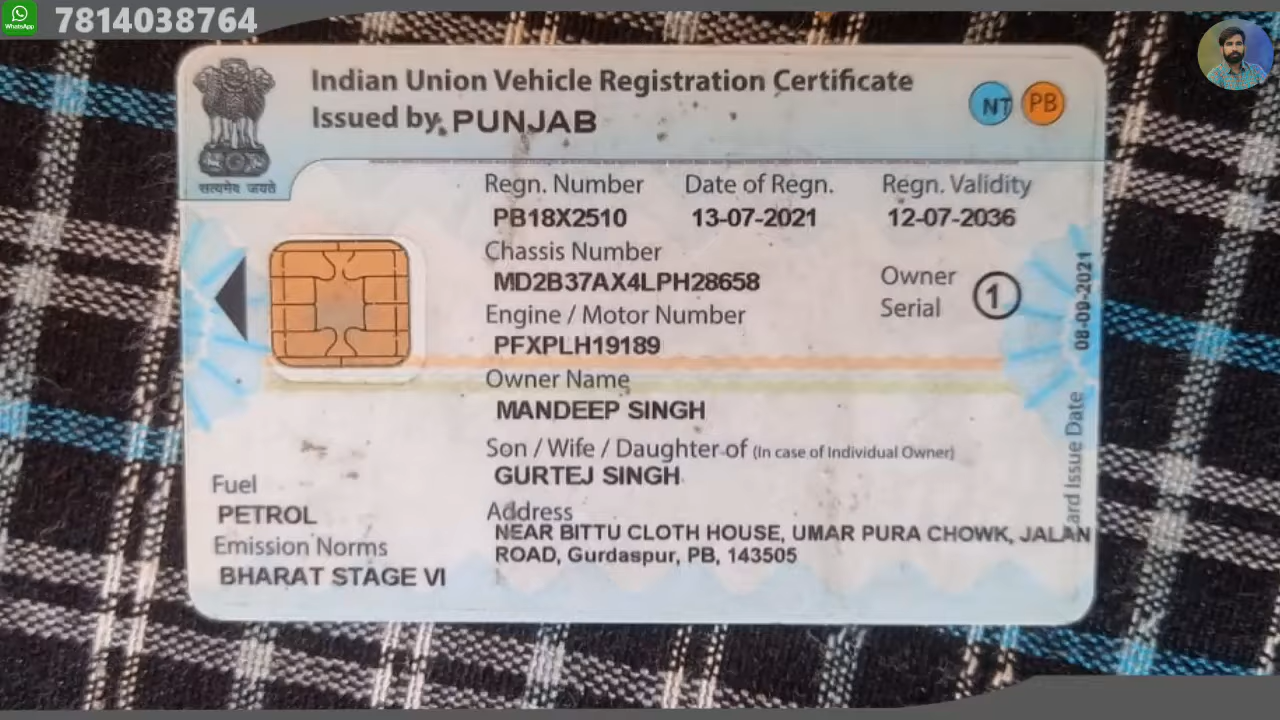 WhatsApp
7814038764
Indian Union Vehicle Registration Certificate
Issued by PUNJAB
NT PB
सत्यमेव जयते
Regn. Number Date of Regn. Regn. Validity
PB18X2510 13-07-2021 12-07-2036
Chassis Number
MD2B37AX4LPH28658
Owner
Serial
1
Engine / Motor Number
PFXPLH19189
Owner Name
MANDEEP SINGH
Son / Wife / Daughter of (In case of Individual Owner)
GURTEJ SINGH
Fuel
PETROL
Emission Norms
BHARAT STAGE VI
Address
NEAR BITTU CLOTH HOUSE, UMAR PURA CHOWK, JALAN
ROAD, Gurdaspur, PB, 143505
ard Issue Date 08-09-2021